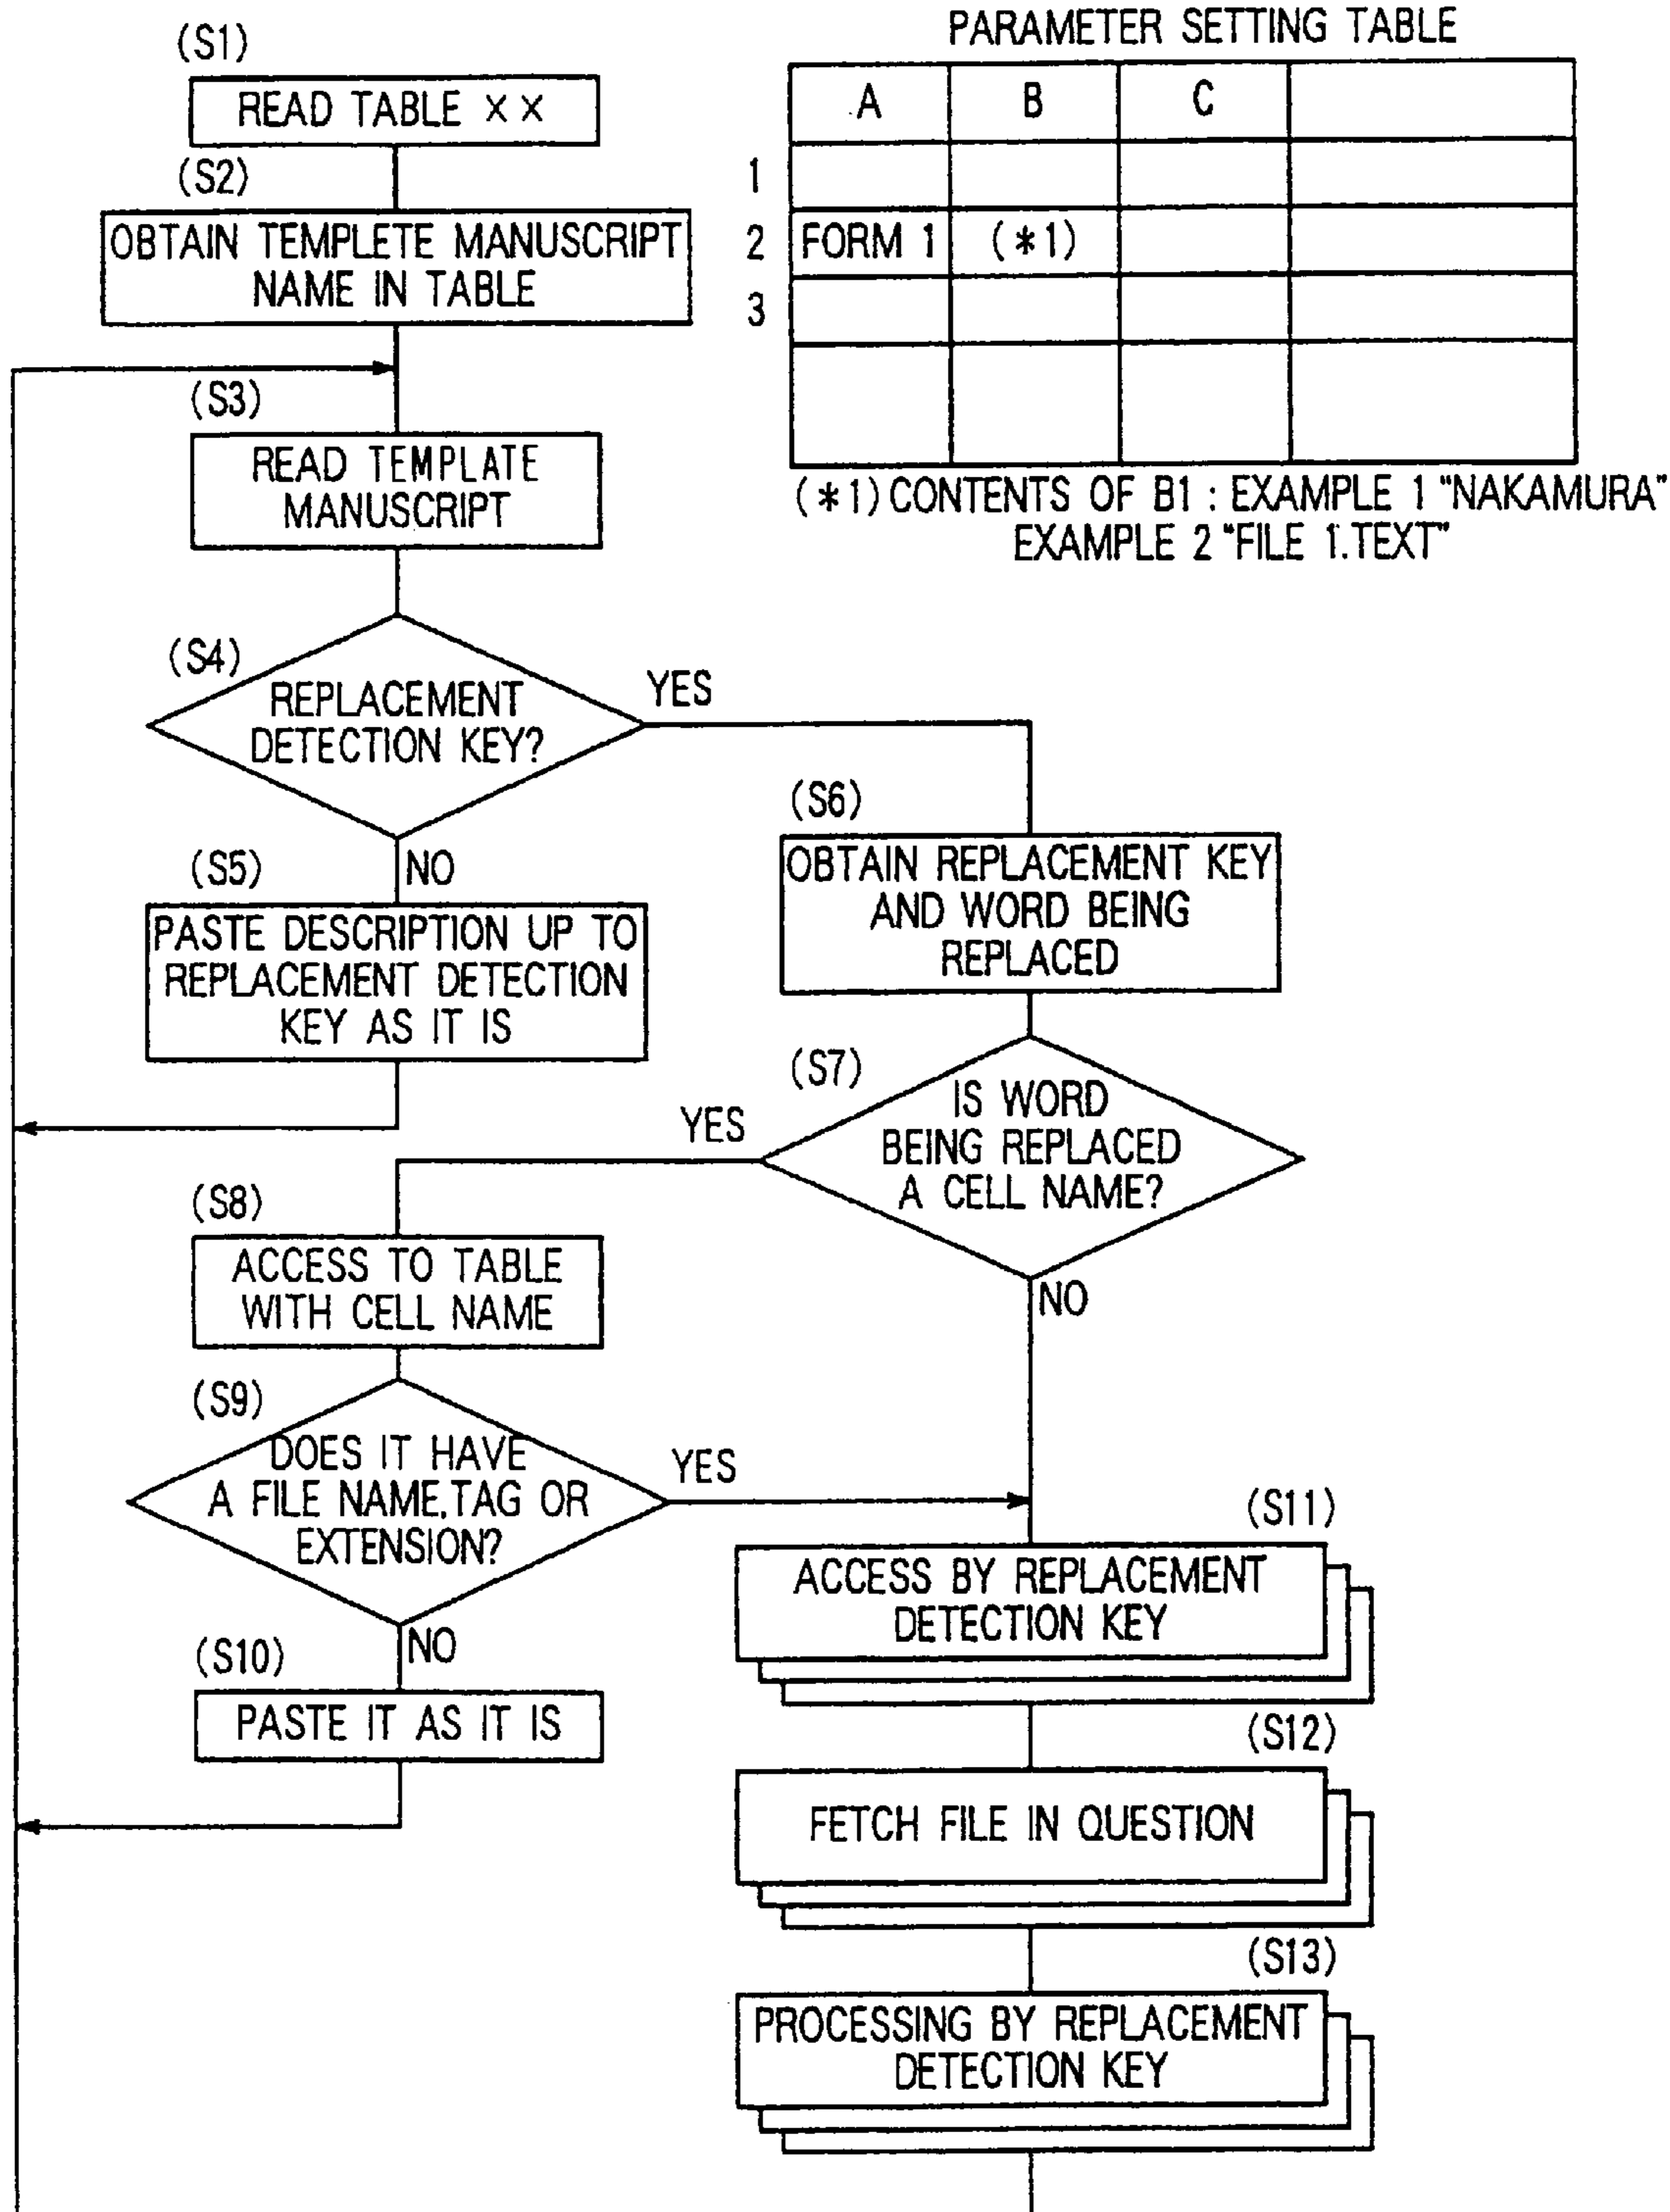 (S1)
READ TABLE ××
(S2)
OBTAIN TEMPLETE MANUSCRIPT
NAME IN TABLE
(S3)
READ TEMPLATE
MANUSCRIPT
(S4)
REPLACEMENT
DETECTION KEY?
YES
NO
(S5)
PASTE DESCRIPTION UP TO
REPLACEMENT DETECTION
KEY AS IT IS
(S6)
OBTAIN REPLACEMENT KEY
AND WORD BEING
REPLACED
(S7)
IS WORD
BEING REPLACED
A CELL NAME?
YES
NO
(S8)
ACCESS TO TABLE
WITH CELL NAME
(S9)
DOES IT HAVE
A FILE NAME,TAG OR
EXTENSION?
YES
NO
(S10)
PASTE IT AS IT IS
(S11)
ACCESS BY REPLACEMENT
DETECTION KEY
(S12)
FETCH FILE IN QUESTION
(S13)
PROCESSING BY REPLACEMENT
DETECTION KEY
PARAMETER SETTING TABLE
A B C
1
2 FORM 1 (*1)
3
(*1) CONTENTS OF B1 : EXAMPLE 1 "NAKAMURA"
EXAMPLE 2 "FILE 1.TEXT"